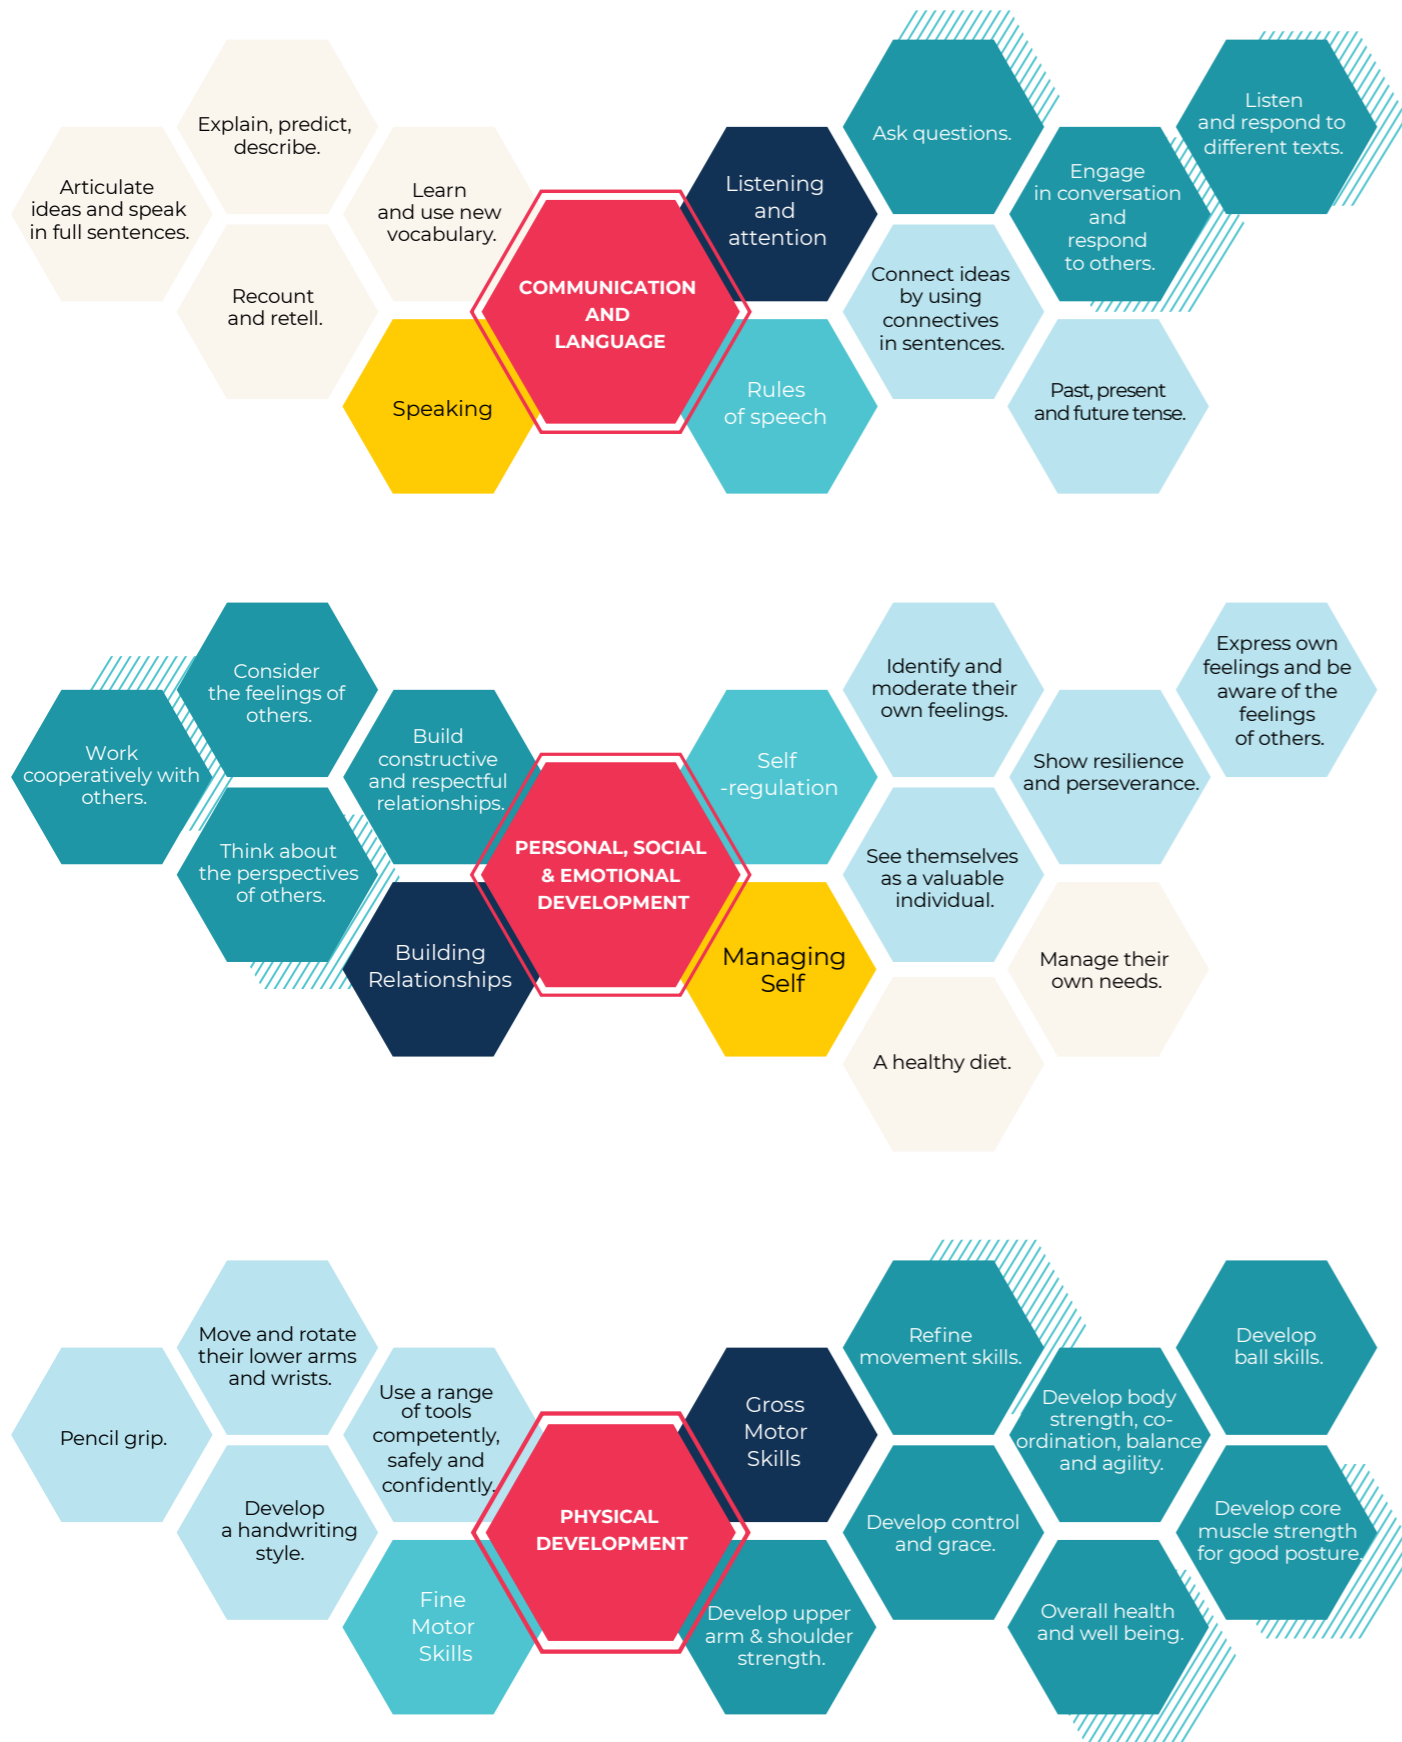 Explain, predict,
describe.
Articulate
ideas and speak
in full sentences.
Learn
and use new
vocabulary.
Recount
and retell.
Speaking
COMMUNICATION
AND
LANGUAGE
Listening
and
attention
Ask questions.
Engage
in conversation
and
respond
to others.
Listen
and respond to
different texts.
Connect ideas
by using
connectives
in sentences.
Rules
of speech
Past, present
and future tense.
Consider
the feelings of
others.
Work
cooperatively with
others.
Build
constructive
and respectful
relationships.
Think about
the perspectives
of others.
Building
Relationships
PERSONAL, SOCIAL
& EMOTIONAL
DEVELOPMENT
Self
-regulation
Identify and
moderate their
own feelings.
Show resilience
and perseverance.
Express own
feelings and be
aware of the
feelings
of others.
See themselves
as a valuable
individual.
Managing
Self
Manage their
own needs.
A healthy diet.
Move and rotate
their lower arms
and wrists.
Pencil grip.
Use a range
of tools
competently,
safely and
confidently.
Develop
a handwriting
style.
Fine
Motor
Skills
PHYSICAL
DEVELOPMENT
Gross
Motor
Skills
Refine
movement skills.
Develop body
strength, co-
ordination, balance
and agility.
Develop
ball skills.
Develop control
and grace.
Develop core
muscle strength
for good posture.
Develop upper
arm & shoulder
strength.
Overall health
and well being.